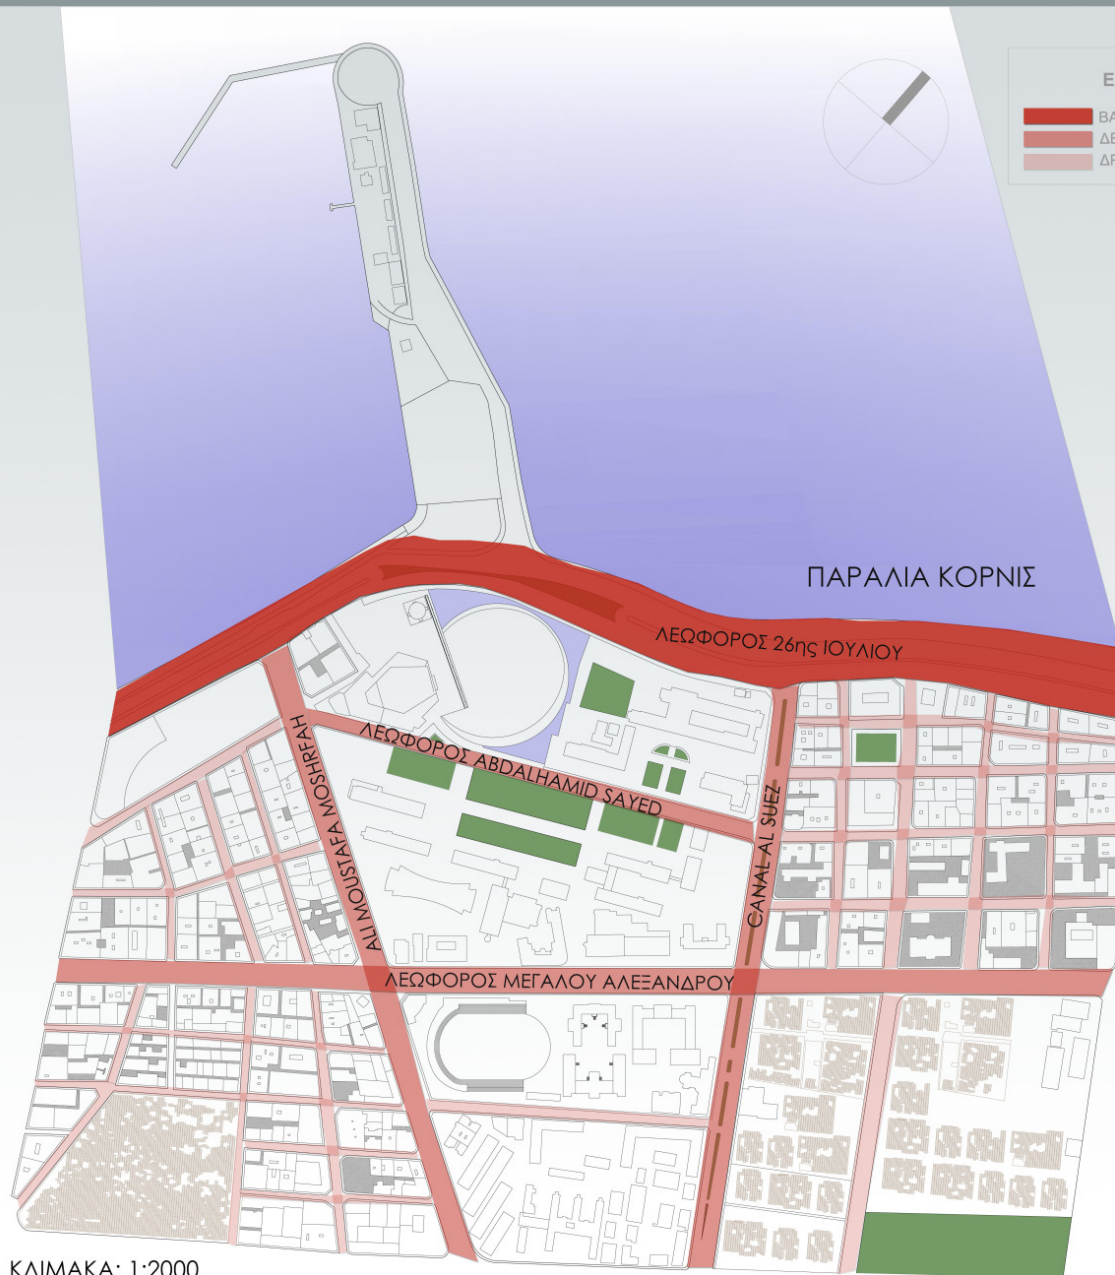 ΠΑΡΑΛΙΑ ΚΟΡΝΙΣ
ΛΕΩΦΟΡΟΣ 26ης ΙΟΥΛΙΟΥ
ΛΕΩΦΟΡΟΣ ABDALHAMID SAYED
ALI MOUSTAFA MOSHRFAH
CANAL AL SUEZ
ΛΕΩΦΟΡΟΣ ΜΕΓΑΛΟΥ ΑΛΕΞΑΝΔΡΟΥ
ΚΛΙΜΑΚΑ: 1:2000